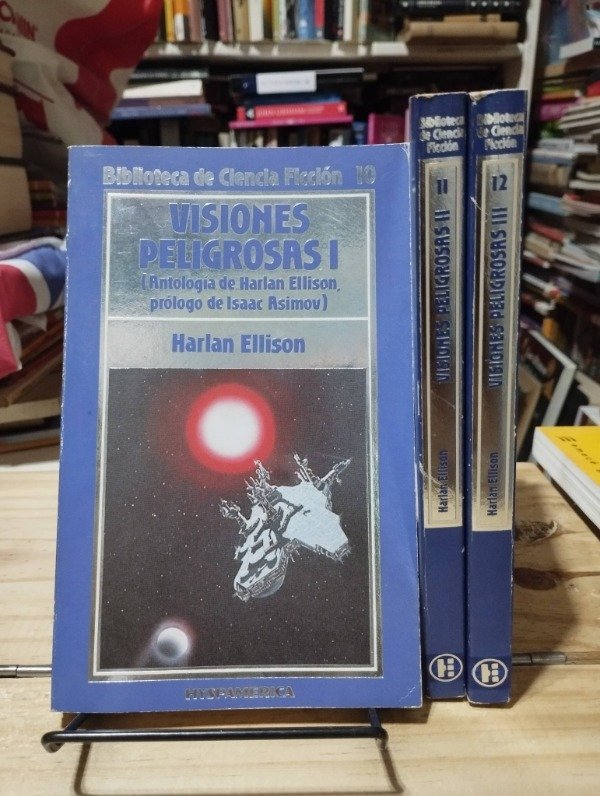 Biblioteca de Ciencia Ficción 10
VISIONES
PELIGROSAS I
(Antología de Harlan Ellison,
prólogo de Isaac Asimov)
Harlan Ellison
HYSPAMERICA
Biblioteca
de Ciencia
Ficción
11
VISIONES PELIGROSAS II
Harlan Ellison
Biblioteca
de Ciencia
Ficción
12
VISIONES PELIGROSAS III
Harlan Ellison